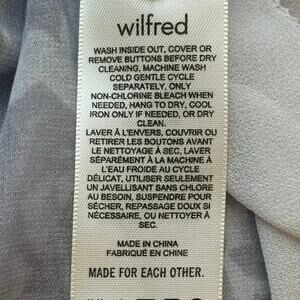 wilfred
WASH INSIDE OUT, COVER OR
REMOVE BUTTONS BEFORE DRY
CLEANING, MACHINE WASH
COLD GENTLE CYCLE
SEPARATELY, ONLY
NON-CHLORINE BLEACH WHEN
NEEDED, HANG TO DRY, COOL
IRON ONLY IF NEEDED, OR DRY
CLEAN.
LAVER À L'ENVERS, COUVRIR OU
RETIRER LES BOUTONS AVANT
LE NETTOYAGE À SEC, LAVER
SÉPARÉMENT À LA MACHINE À
L'EAU FROIDE AU CYCLE
DÉLICAT, UTILISER SEULEMENT
UN JAVELLISANT SANS CHLORE
AU BESOIN, SUSPENDRE POUR
SÉCHER, REPASSAGE DOUX SI
NÉCESSAIRE, OU NETTOYER À
SEC.
MADE IN CHINA
FABRIQUÉ EN CHINE
MADE FOR EACH OTHER.